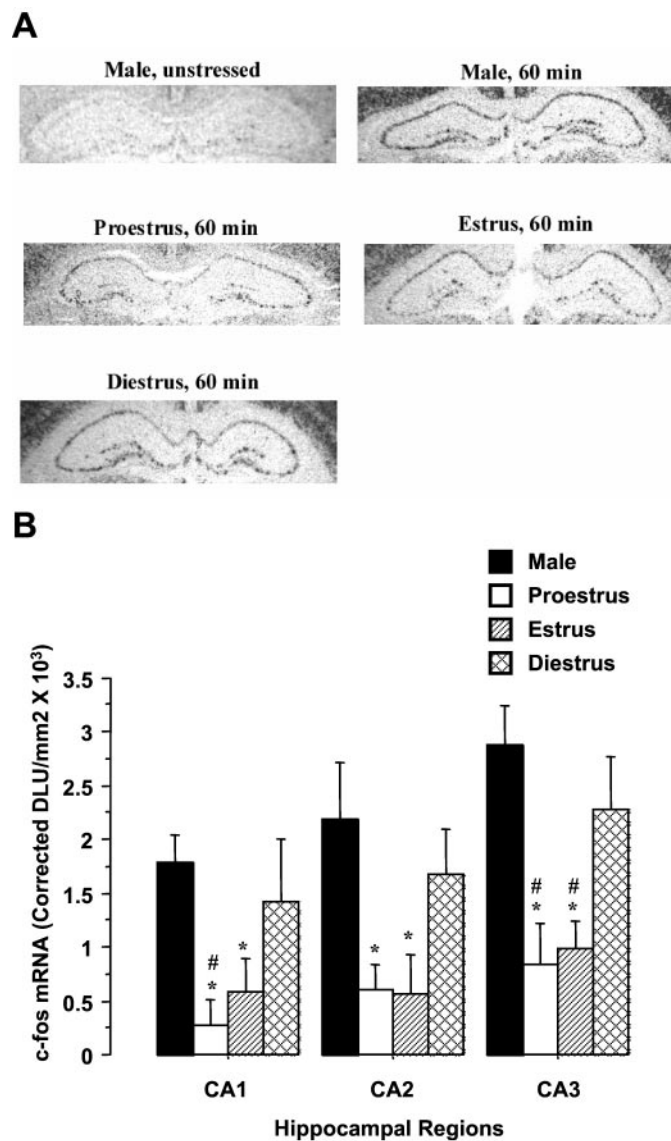 A
Male, unstressed
Male, 60 min
Proestrus, 60 min
Estrus, 60 min
Diestrus, 60 min
B
Male
Proestrus
Estrus
Diestrus
c-fos mRNA (Corrected DLU/mm2 X 10³)
3.5
3
2.5
2
1.5
1
0.5
0
#
*
*
*
*
#
*
#
*
CA1
CA2
CA3
Hippocampal Regions